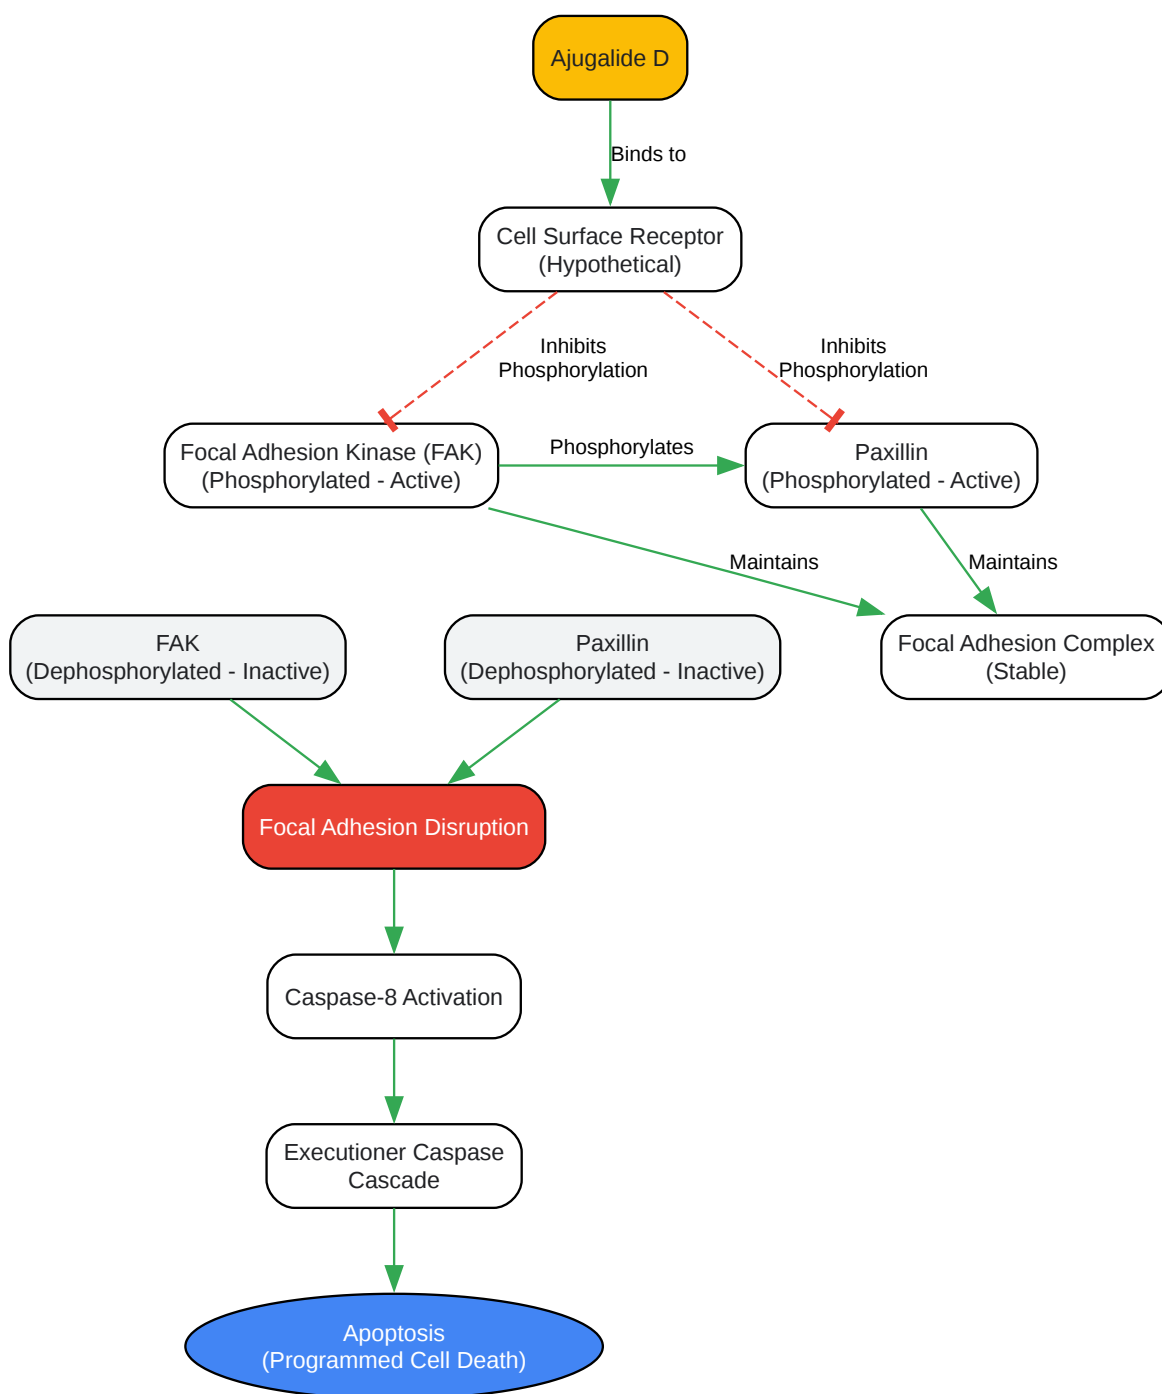 Ajugalide D
Binds to
Cell Surface Receptor
(Hypothetical)
Inhibits
Phosphorylation
Inhibits
Phosphorylation
Focal Adhesion Kinase (FAK)
(Phosphorylated - Active)
Phosphorylates
Paxillin
(Phosphorylated - Active)
Maintains
Maintains
FAK
(Dephosphorylated - Inactive)
Paxillin
(Dephosphorylated - Inactive)
Focal Adhesion Complex
(Stable)
Focal Adhesion Disruption
Caspase-8 Activation
Executioner Caspase
Cascade
Apoptosis
(Programmed Cell Death)